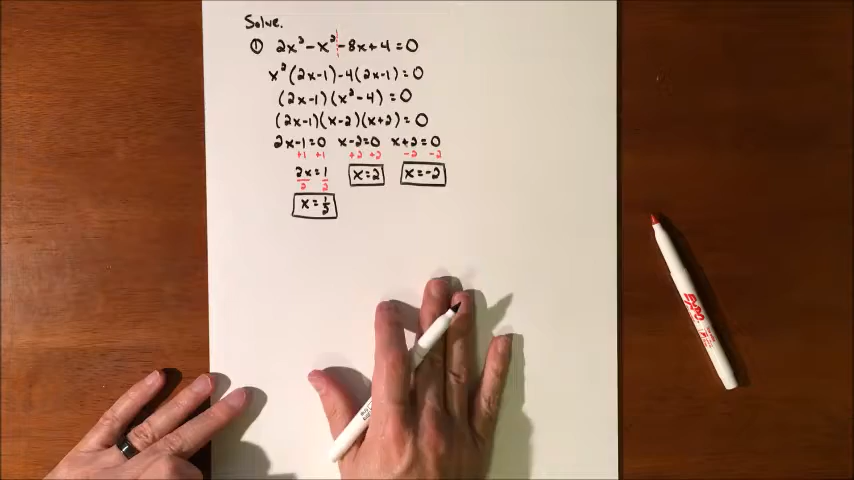 Solve.
① 2x³ - x² - 8x + 4 = 0
x² (2x-1) - 4 (2x-1) = 0
(2x-1) (x² - 4) = 0
(2x-1) (x-2) (x+2) = 0
2x-1=0 x-2=0 x+2=0
+1 +1 +2 +2 -2 -2
2x=1 x=2 x=-2
2 2
x = 1/2
EXPO